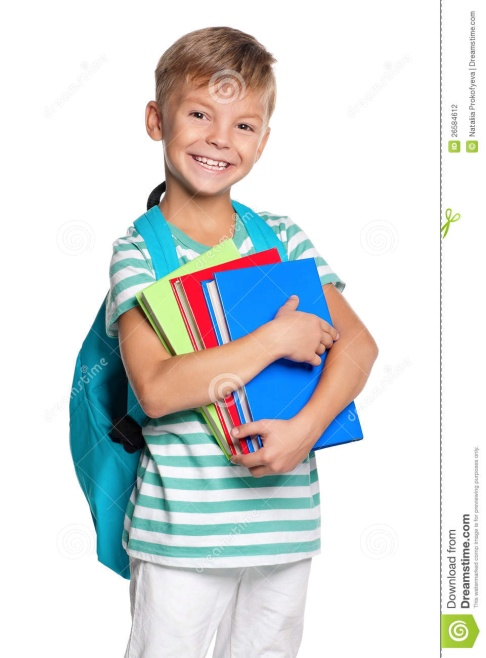 ID 26584612
© Nataliia Prokofyeva | Dreamstime.com
Download from
Dreamstime.com
This watermarked comp image is for previewing purposes only.